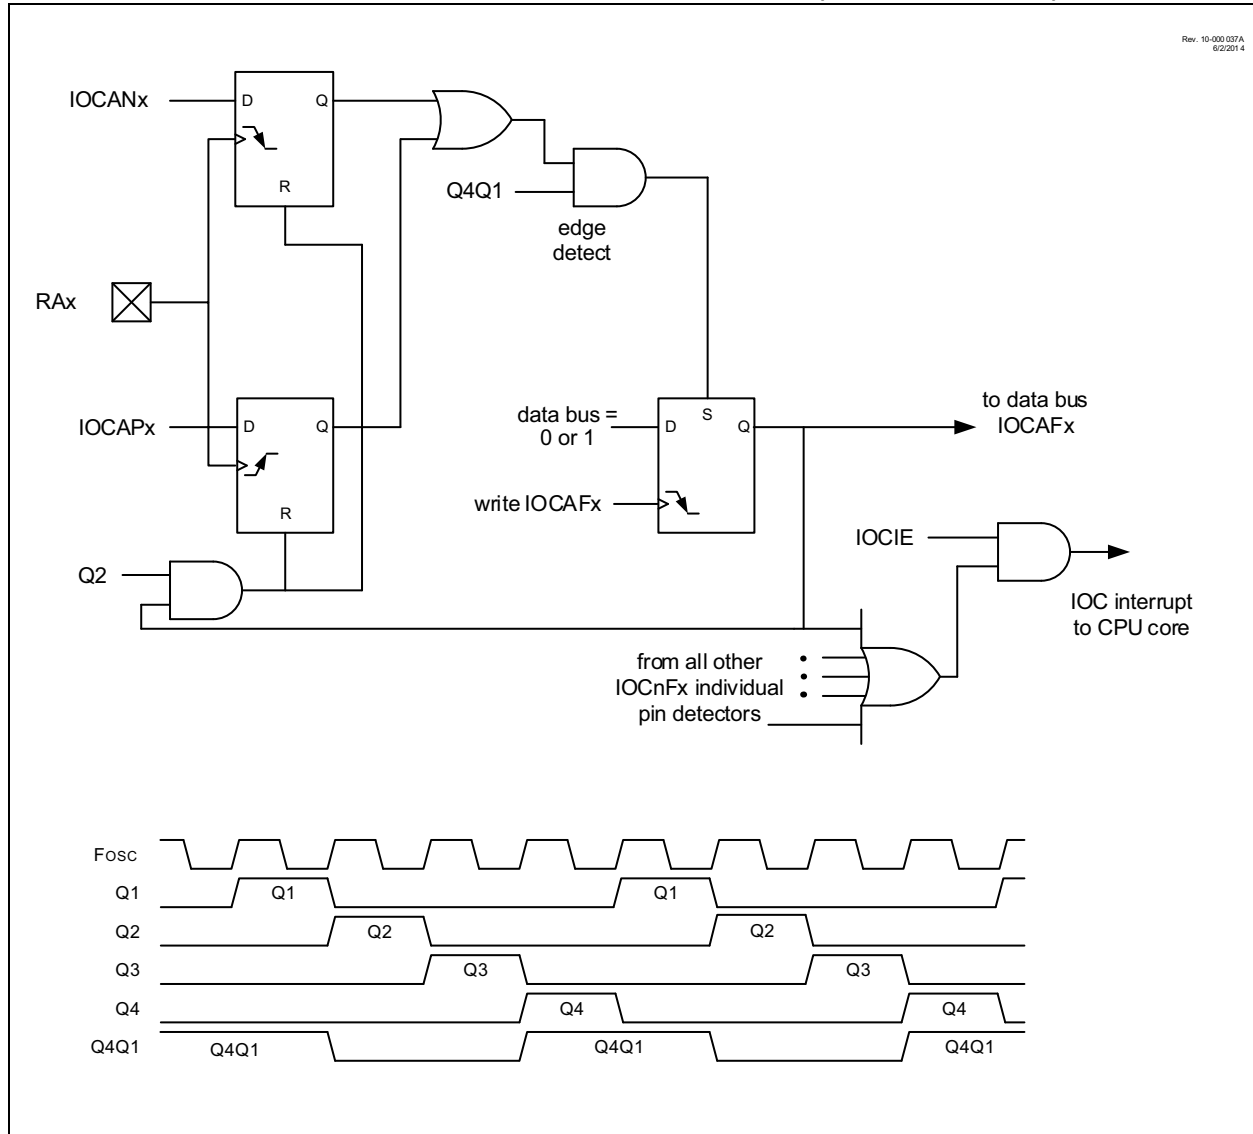 Rev. 10-000 037A
6/2/201 4
IOCANx
D
Q
R
Q4Q1
edge
detect
RAx
IOCAPx
D
Q
R
data bus =
0 or 1
D
S
Q
to data bus
IOCAFx
write IOCAFx
IOCIE
Q2
IOC interrupt
to CPU core
from all other
IOCnFx individual
pin detectors
FOSC
Q1
Q1
Q1
Q2
Q2
Q2
Q3
Q3
Q3
Q4
Q4
Q4
Q4Q1
Q4Q1
Q4Q1
Q4Q1